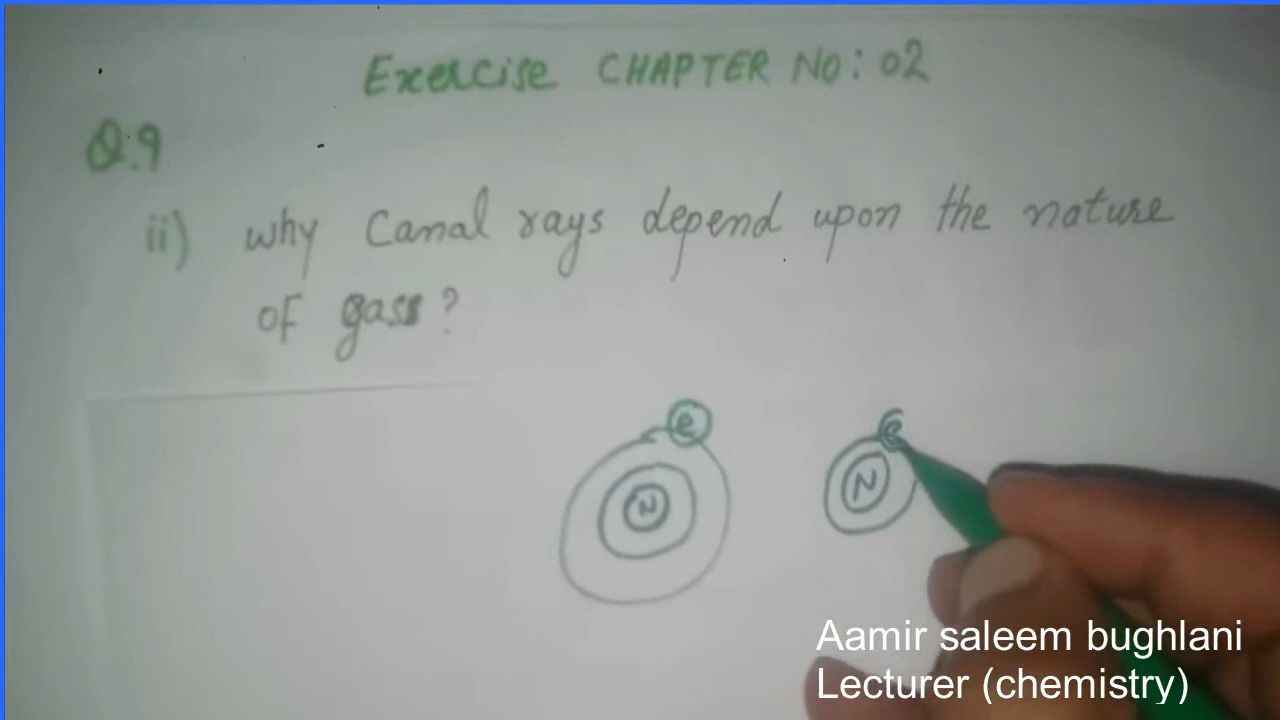 Exercise CHAPTER No: 02
Q.9
ii) why Canal rays depend upon the nature
of gass?
e
e
N
N
Aamir saleem bughlani
Lecturer (chemistry)